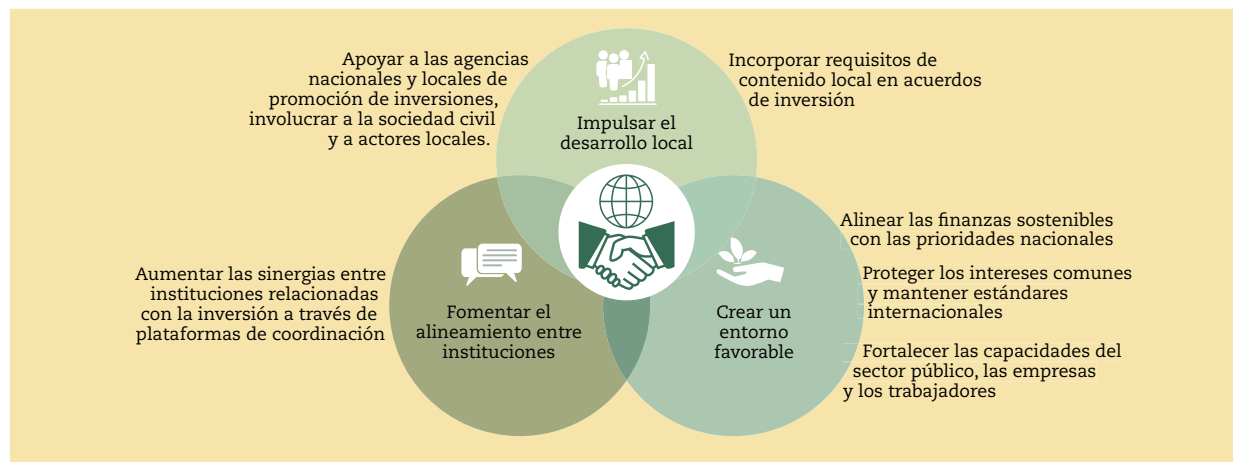 Apoyar a las agencias
nacionales y locales de
promoción de inversiones,
involucrar a la sociedad civil
y a actores locales.
Impulsar el
desarrollo local
Incorporar requisitos de
contenido local en acuerdos
de inversión
Aumentar las sinergias entre
instituciones relacionadas
con la inversión a través de
plataformas de coordinación
Fomentar el
alineamiento entre
instituciones
Crear un
entorno
favorable
Alinear las finanzas sostenibles
con las prioridades nacionales
Proteger los intereses comunes
y mantener estándares
internacionales
Fortalecer las capacidades del
sector público, las empresas
y los trabajadores